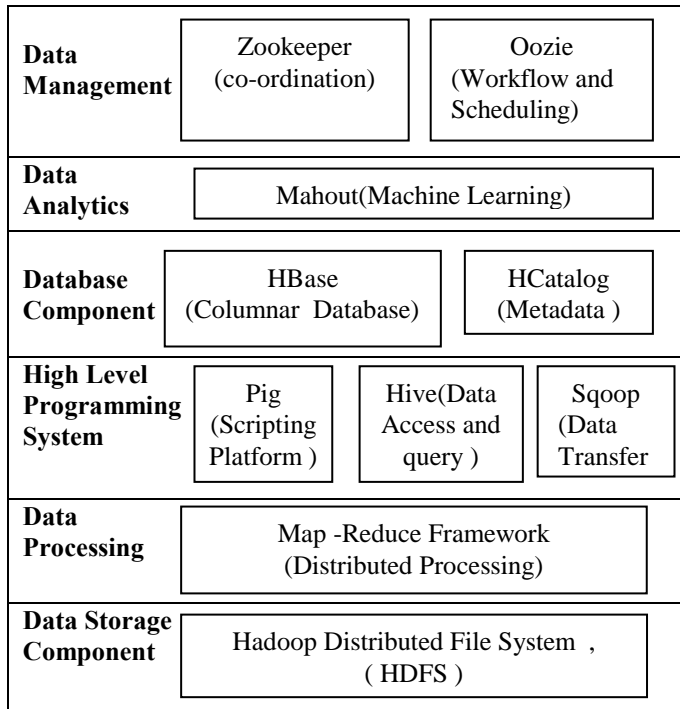 Data
Management
Zookeeper
(co-ordination)
Oozie
(Workflow and
Scheduling)
Data
Analytics
Mahout(Machine Learning)
Database
Component
HBase
(Columnar Database)
HCatalog
(Metadata )
High Level
Programming
System
Pig
(Scripting
Platform )
Hive(Data
Access and
query )
Sqoop
(Data
Transfer
Data
Processing
Map -Reduce Framework
(Distributed Processing)
Data Storage
Component
Hadoop Distributed File System ,
( HDFS )